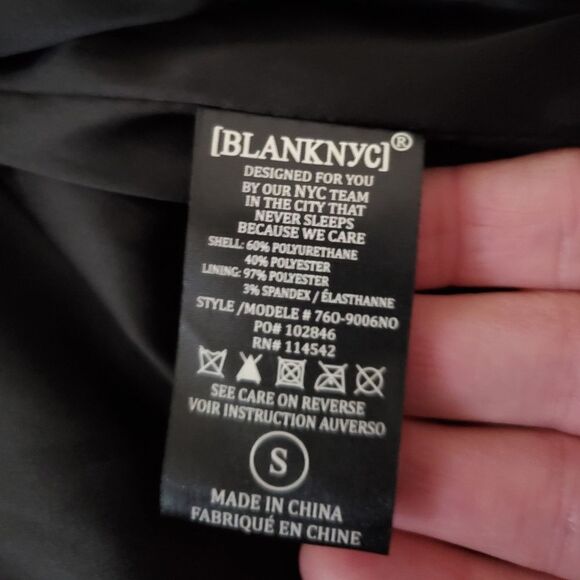 [BLANKNYC]®
DESIGNED FOR YOU
BY OUR NYC TEAM
IN THE CITY THAT
NEVER SLEEPS
BECAUSE WE CARE
SHELL: 60% POLYURETHANE
40% POLYESTER
LINING: 97% POLYESTER
3% SPANDEX / ÉLASTHANNE
STYLE /MODELE # 760-9006NO
PO# 102846
RN# 114542
SEE CARE ON REVERSE
VOIR INSTRUCTION AUVERSO
S
MADE IN CHINA
FABRIQUÉ EN CHINE